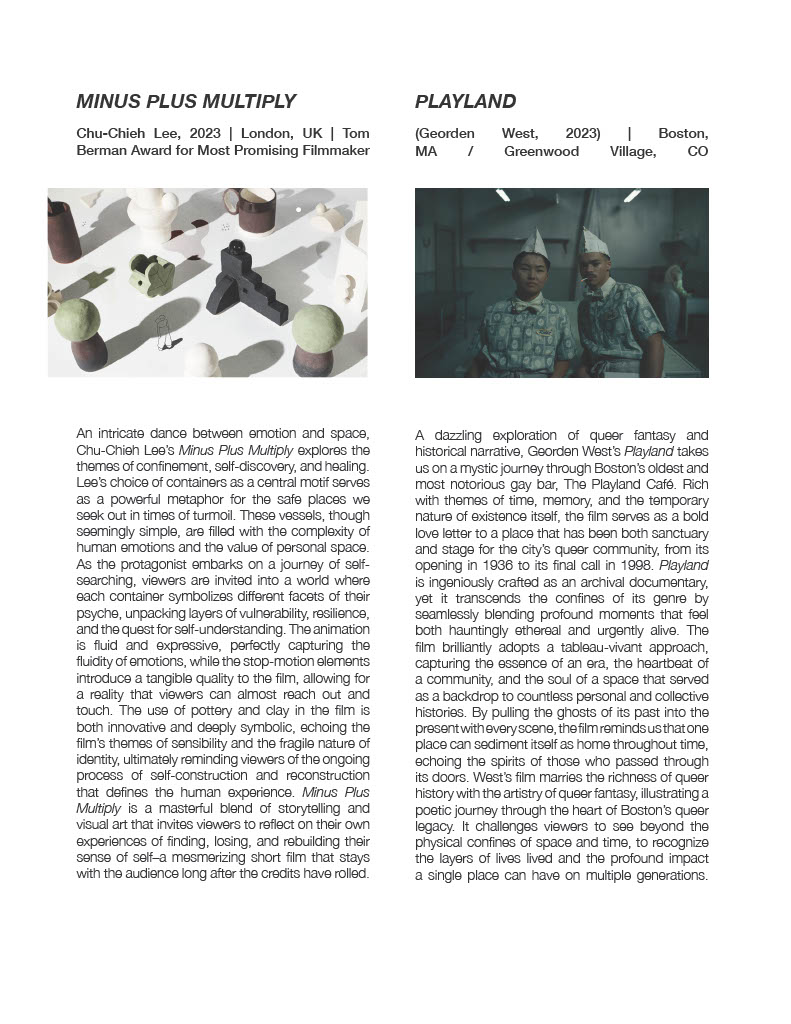 MINUS PLUS MULTIPLY
Chu-Chieh Lee, 2023 | London, UK | Tom
Berman Award for Most Promising Filmmaker
An intricate dance between emotion and space,
Chu-Chieh Lee's Minus Plus Multiply explores the
themes of confinement, self-discovery, and healing.
Lee's choice of containers as a central motif serves
as a powerful metaphor for the safe places we
seek out in times of turmoil. These vessels, though
seemingly simple, are filled with the complexity of
human emotions and the value of personal space.
As the protagonist embarks on a journey of self-
searching, viewers are invited into a world where
each container symbolizes different facets of their
psyche, unpacking layers of vulnerability, resilience,
and the quest for self-understanding. The animation
is fluid and expressive, perfectly capturing the
fluidity of emotions, while the stop-motion elements
introduce a tangible quality to the film, allowing for
a reality that viewers can almost reach out and
touch. The use of pottery and clay in the film is
both innovative and deeply symbolic, echoing the
film's themes of sensibility and the fragile nature of
identity, ultimately reminding viewers of the ongoing
process of self-construction and reconstruction
that defines the human experience. Minus Plus
Multiply is a masterful blend of storytelling and
visual art that invites viewers to reflect on their own
experiences of finding, losing, and rebuilding their
sense of self–a mesmerizing short film that stays
with the audience long after the credits have rolled.
PLAYLAND
(Georden West, 2023) | Boston,
MA / Greenwood Village, CO
A dazzling exploration of queer fantasy and
historical narrative, Georden West's Playland takes
us on a mystic journey through Boston's oldest and
most notorious gay bar, The Playland Café. Rich
with themes of time, memory, and the temporary
nature of existence itself, the film serves as a bold
love letter to a place that has been both sanctuary
and stage for the city's queer community, from its
opening in 1936 to its final call in 1998. Playland
is ingeniously crafted as an archival documentary,
yet it transcends the confines of its genre by
seamlessly blending profound moments that feel
both hauntingly ethereal and urgently alive. The
film brilliantly adopts a tableau-vivant approach,
capturing the essence of an era, the heartbeat of
a community, and the soul of a space that served
as a backdrop to countless personal and collective
histories. By pulling the ghosts of its past into the
present with every scene, the film reminds us that one
place can sediment itself as home throughout time,
echoing the spirits of those who passed through
its doors. West's film marries the richness of queer
history with the artistry of queer fantasy, illustrating a
poetic journey through the heart of Boston's queer
legacy. It challenges viewers to see beyond the
physical confines of space and time, to recognize
the layers of lives lived and the profound impact
a single place can have on multiple generations.